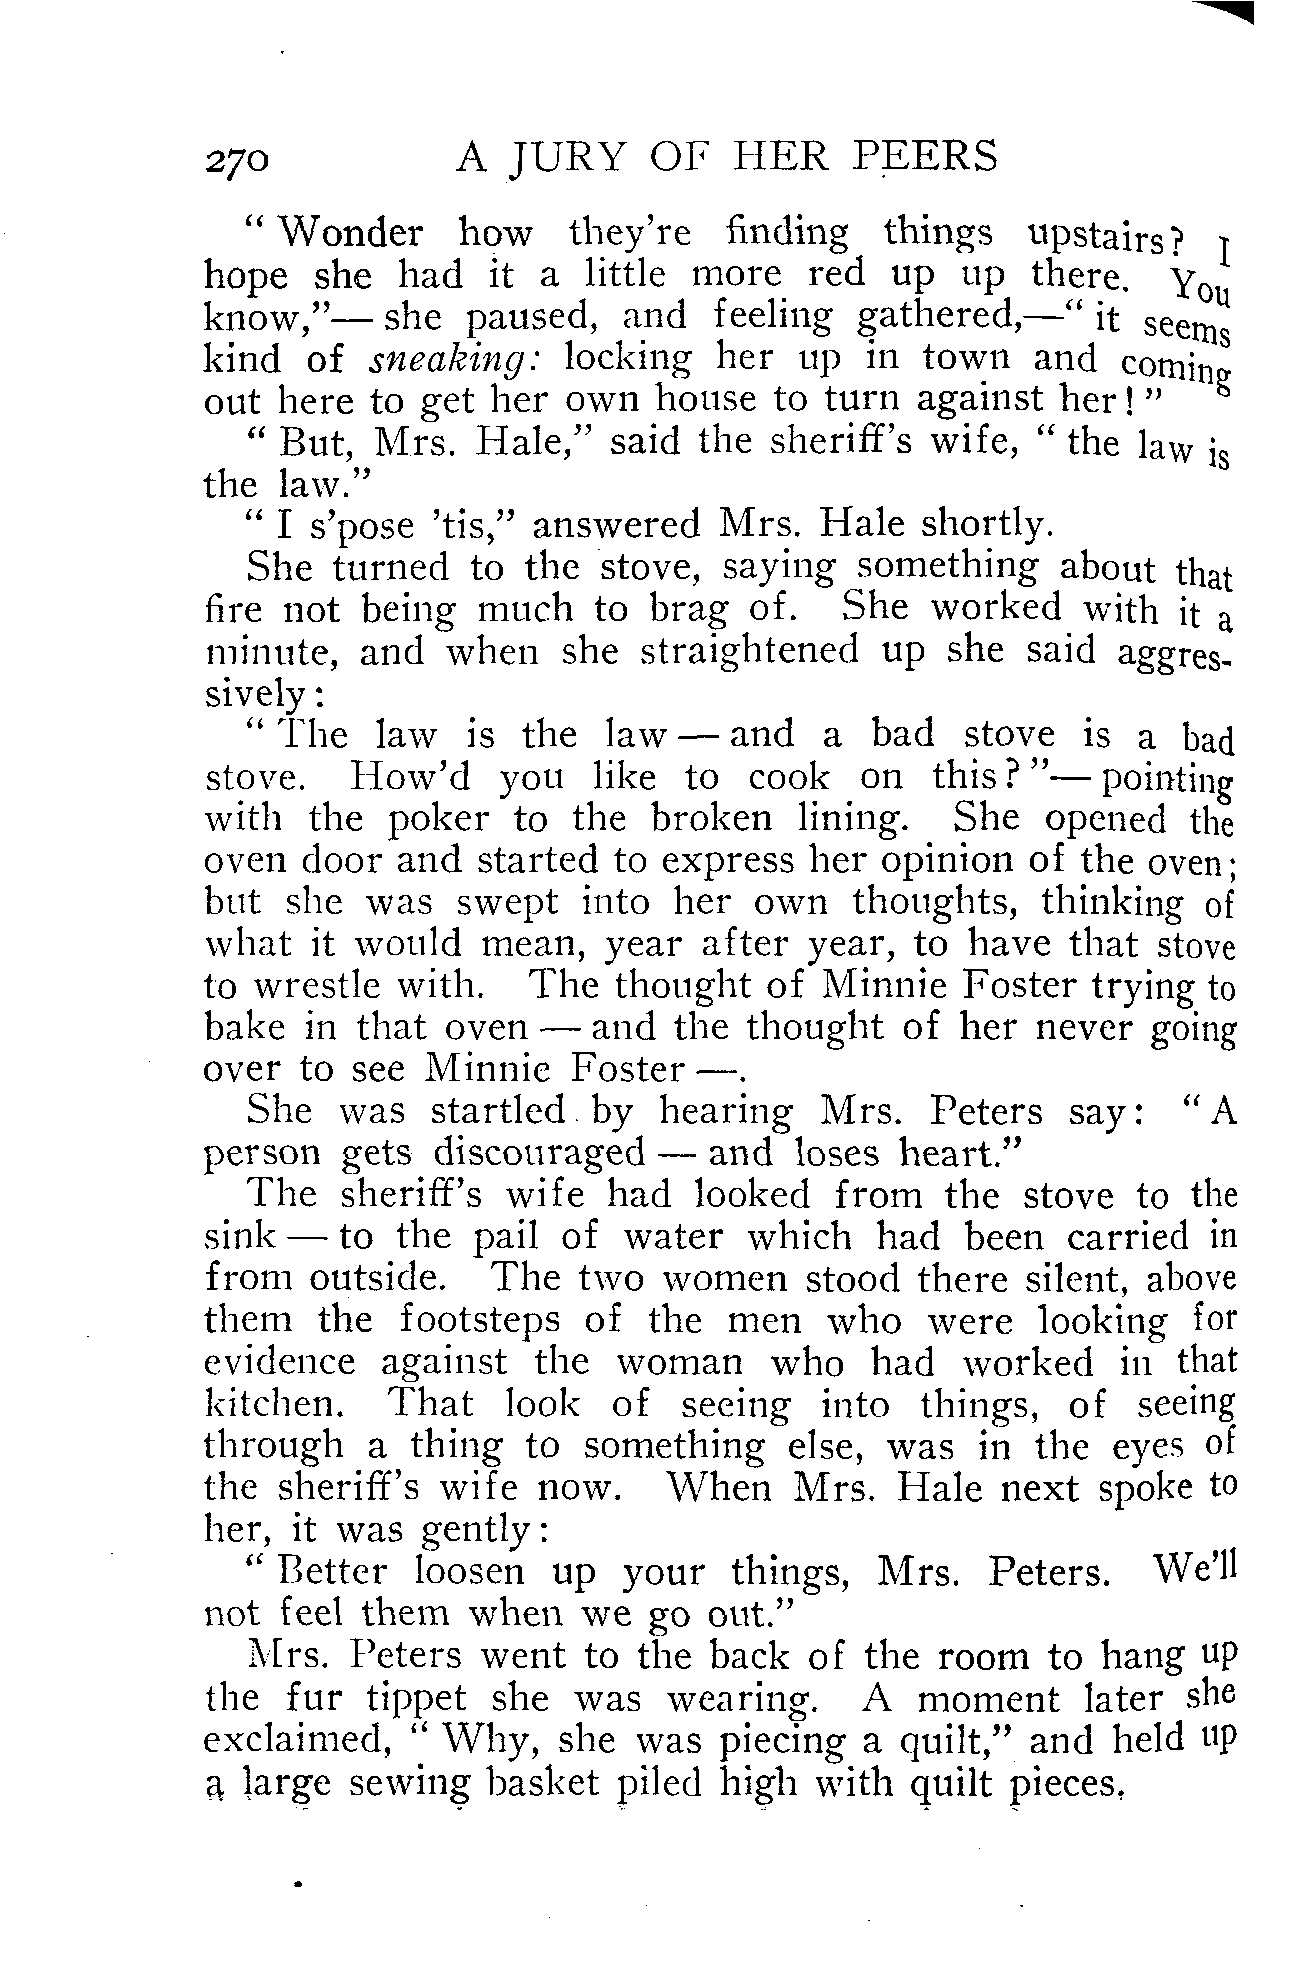 270 A JURY OF HER PEERS
“ Wonder how they’re finding things upstairs? I
hope she had it a little more red up up there. You
know,”— she paused, and feeling gathered,—“ it seems
kind of sneaking: locking her up in town and coming
out here to get her own house to turn against her! ”
“ But, Mrs. Hale,” said the sheriff’s wife, “ the law is
the law.”
“ I s’pose ’tis,” answered Mrs. Hale shortly.
She turned to the stove, saying something about that
fire not being much to brag of. She worked with it a
minute, and when she straightened up she said aggres-
sively:
“ The law is the law — and a bad stove is a bad
stove. How’d you like to cook on this? ”— pointing
with the poker to the broken lining. She opened the
oven door and started to express her opinion of the oven;
but she was swept into her own thoughts, thinking of
what it would mean, year after year, to have that stove
to wrestle with. The thought of Minnie Foster trying to
bake in that oven — and the thought of her never going
over to see Minnie Foster —.
She was startled by hearing Mrs. Peters say: “ A
person gets discouraged — and loses heart.”
The sheriff’s wife had looked from the stove to the
sink — to the pail of water which had been carried in
from outside. The two women stood there silent, above
them the footsteps of the men who were looking for
evidence against the woman who had worked in that
kitchen. That look of seeing into things, of seeing
through a thing to something else, was in the eyes of
the sheriff’s wife now. When Mrs. Hale next spoke to
her, it was gently:
“ Better loosen up your things, Mrs. Peters. We’ll
not feel them when we go out.”
Mrs. Peters went to the back of the room to hang up
the fur tippet she was wearing. A moment later she
exclaimed, “ Why, she was piecing a quilt,” and held up
a large sewing basket piled high with quilt pieces.